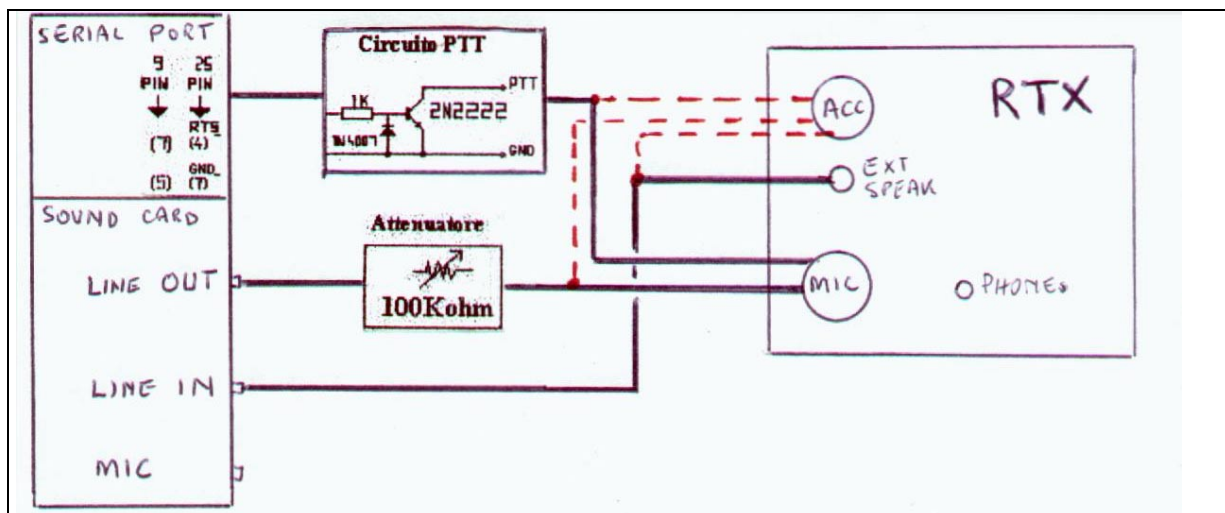 SERIAL PORT
9 25
PIN PIN
RTS
(7) (4)
GND
(5) (7)
SOUND CARD
LINE OUT
LINE IN
MIC
Circuito PTT
1K
PTT
2N2222
1N4007
GND
Attenuatore
100Kohm
RTX
ACC
EXT
SPEAK
MIC
PHONES